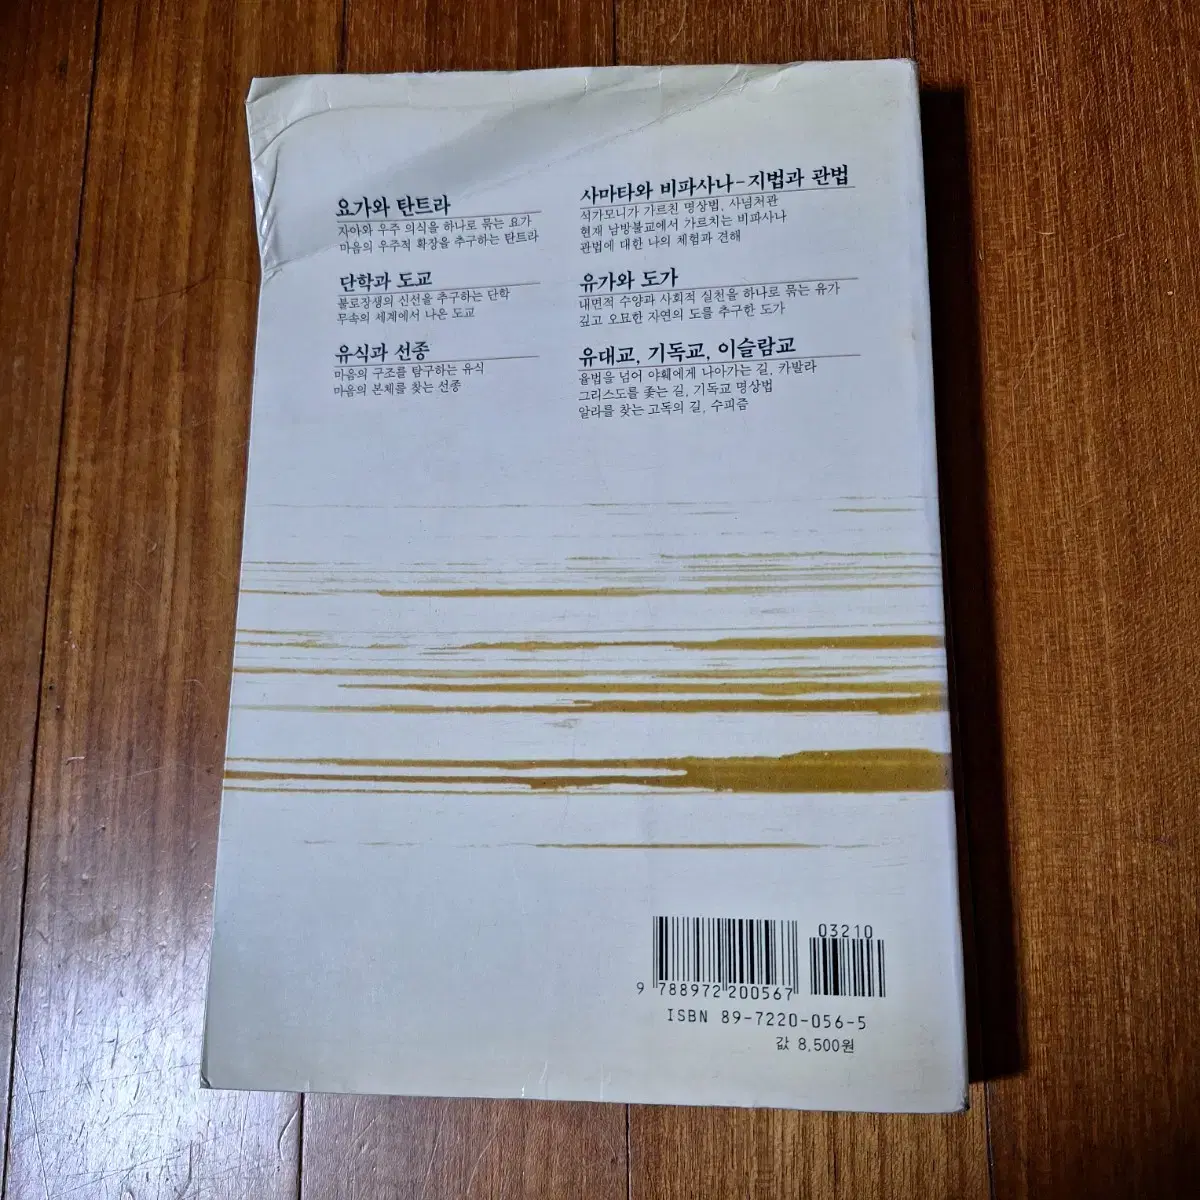 요가와 탄트라
자아와 우주 의식을 하나로 묶는 요가
마음의 우주적 확장을 추구하는 탄트라
단학과 도교
불로장생의 신선을 추구하는 단학
무속의 세계에서 나온 도교
유식과 선종
마음의 구조를 탐구하는 유식
마음의 본체를 찾는 선종
사마타와 비파사나-지법과 관법
석가모니가 가르친 명상법, 사념처관
현재 남방불교에서 가르치는 비파사나
관법에 대한 나의 체험과 견해
유가와 도가
내면적 수양과 사회적 실천을 하나로 묶는 유가
깊고 오묘한 자연의 도를 추구한 도가
유대교, 기독교, 이슬람교
율법을 넘어 야훼에게 나아가는 길, 카발라
그리스도를 좇는 길, 기독교 명상법
알라를 찾는 고독의 길, 수피즘
03210
9 788972 200567
ISBN 89-7220-056-5
값 8,500원